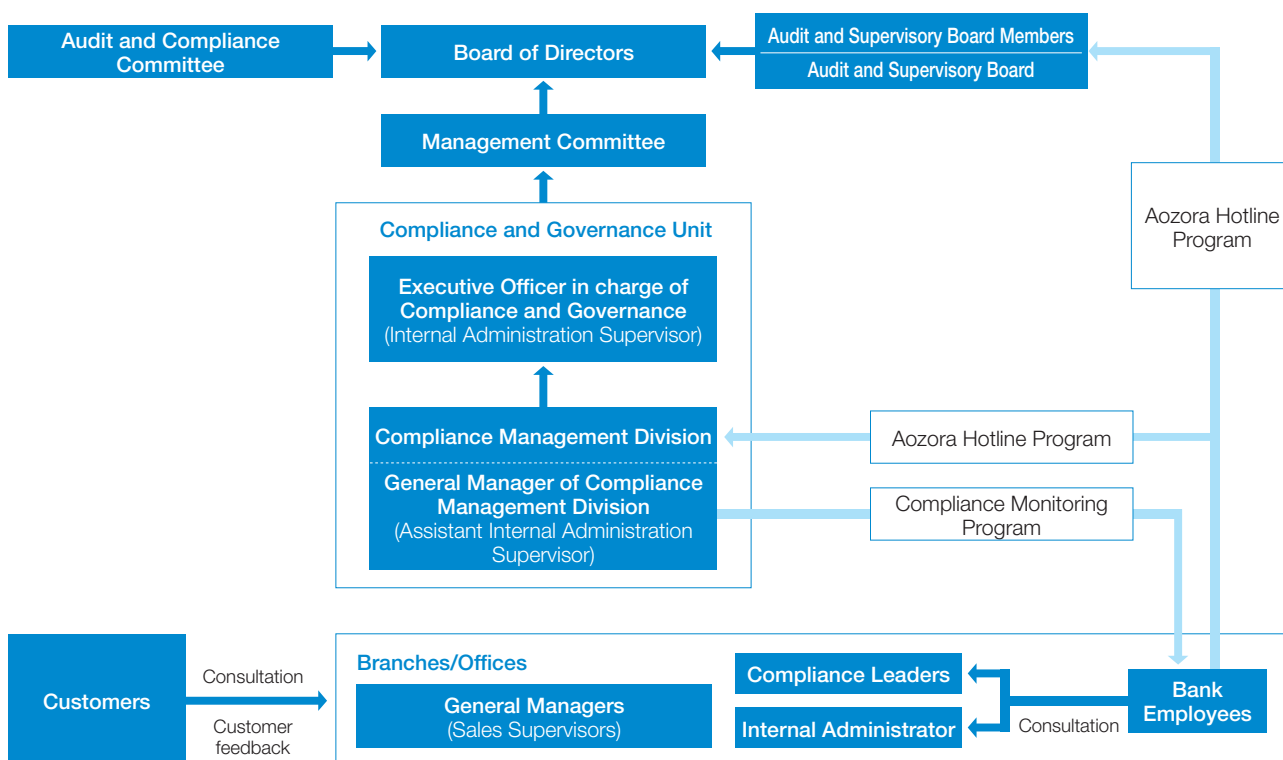 Audit and Compliance
Committee
Board of Directors
Audit and Supervisory Board Members
Audit and Supervisory Board
Management Committee
Aozora Hotline
Program
Compliance and Governance Unit
Executive Officer in charge of
Compliance and Governance
(Internal Administration Supervisor)
Compliance Management Division
Aozora Hotline Program
General Manager of Compliance
Management Division
(Assistant Internal Administration
Supervisor)
Compliance Monitoring
Program
Customers
Consultation
Customer
feedback
Branches/Offices
General Managers
(Sales Supervisors)
Compliance Leaders
Internal Administrator
Consultation
Bank
Employees